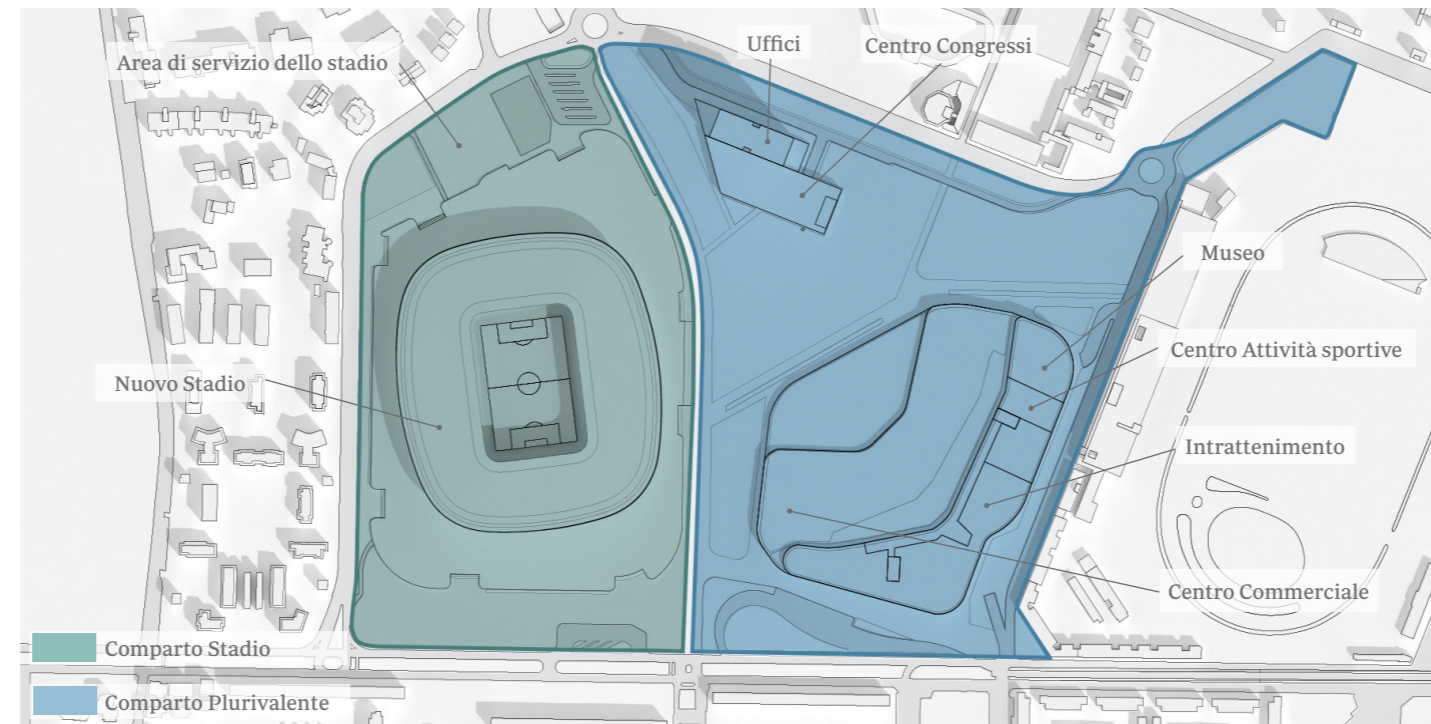 Uffici
Centro Congressi
Area di servizio dello stadio
Museo
Centro Attività sportive
Nuovo Stadio
Intrattenimento
Centro Commerciale
Comparto Stadio
Comparto Plurivalente